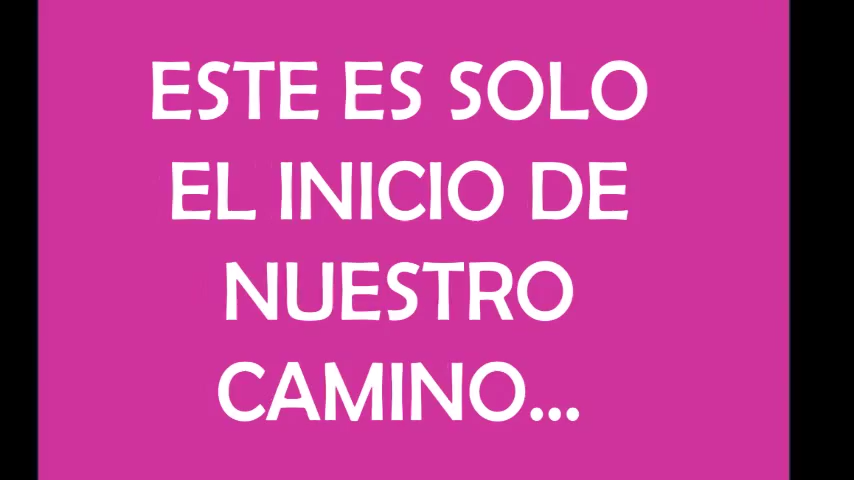 ESTE ES SOLO
EL INICIO DE
NUESTRO
CAMINO...